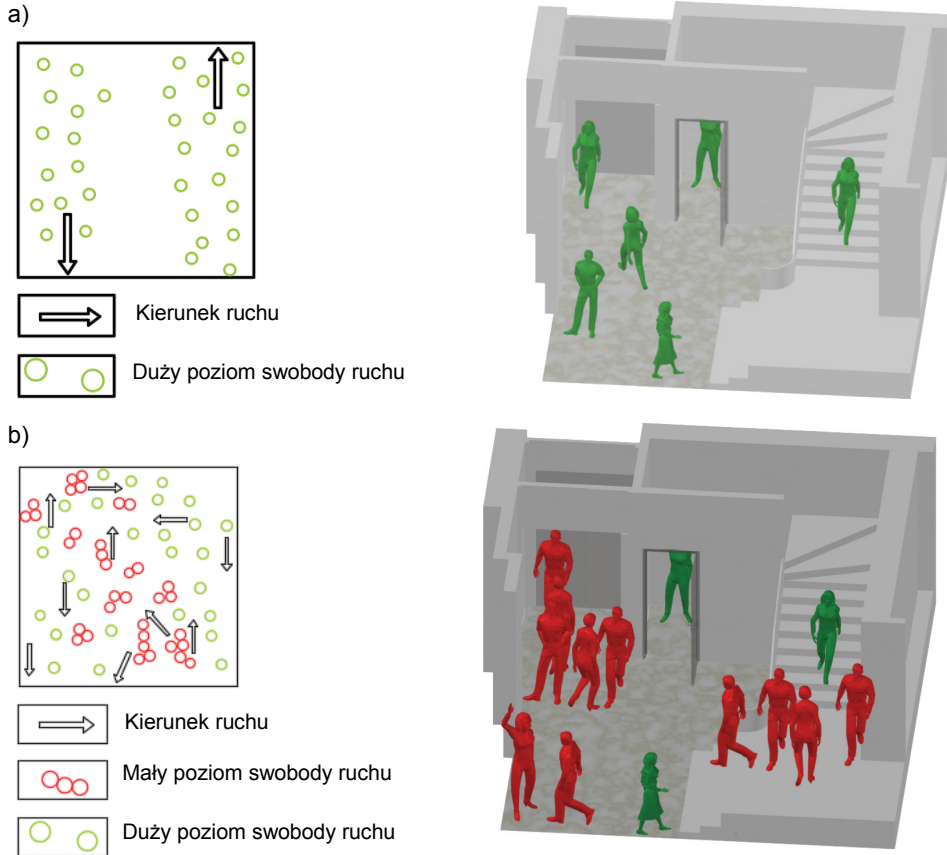 a)
Kierunek ruchu
Duży poziom swobody ruchu
b)
Kierunek ruchu
Mały poziom swobody ruchu
Duży poziom swobody ruchu